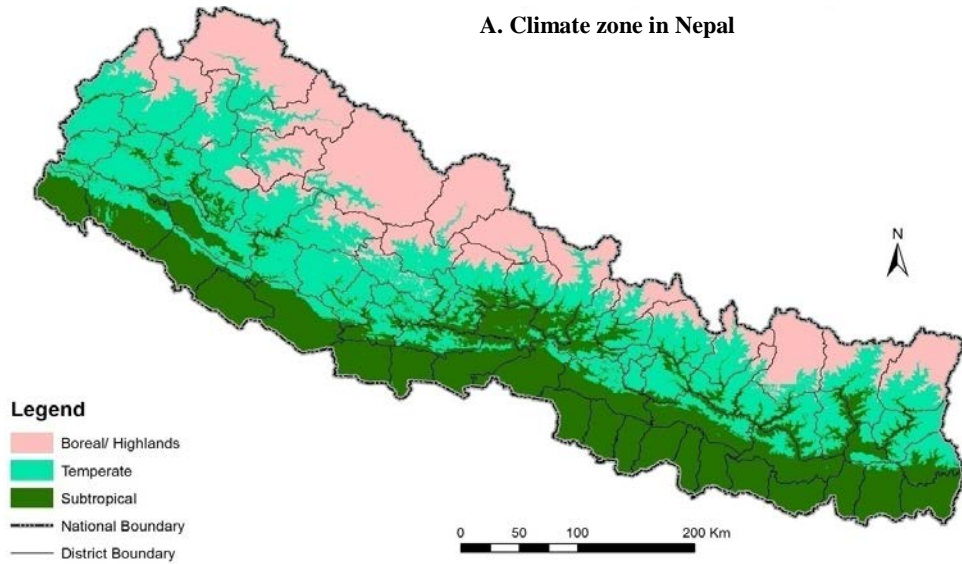 A. Climate zone in Nepal
N
Legend
Boreal/ Highlands
Temperate
Subtropical
National Boundary
District Boundary
0 50 100 200 Km